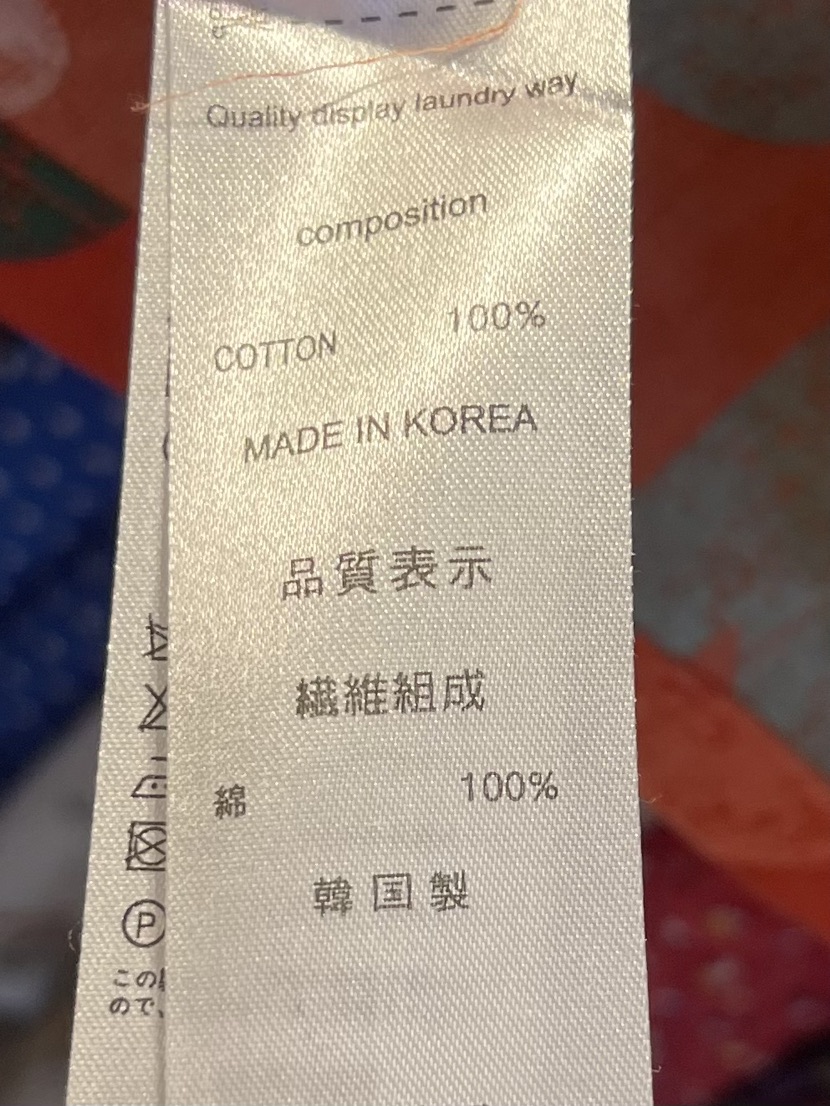 Quality display laundry way
composition
COTTON 100%
MADE IN KOREA
品質表示
繊維組成
綿 100%
韓国製
P
この
ので、